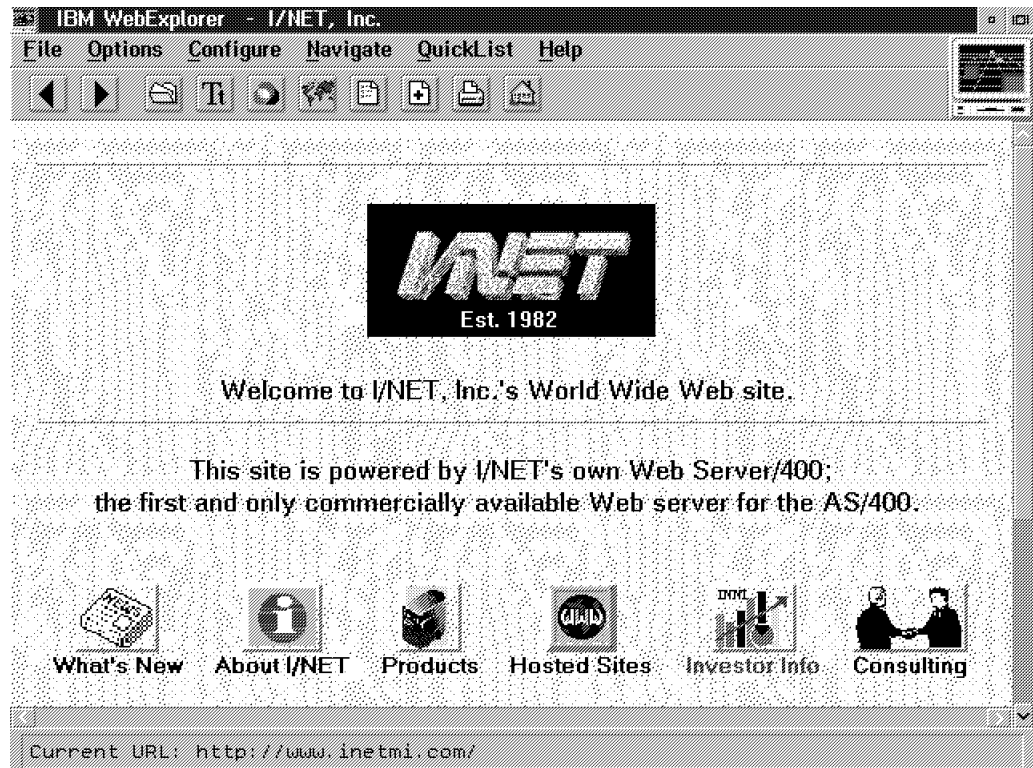 IBM WebExplorer - I/NET, Inc.
File Options Configure Navigate QuickList Help
Tt
I/NET
Est. 1982
Welcome to I/NET, Inc.'s World Wide Web site.
This site is powered by I/NET's own Web Server/400;
the first and only commercially available Web server for the AS/400.
WWW INMI
What's New About I/NET Products Hosted Sites Investor Info Consulting
Current URL: http://www.inetmi.com/